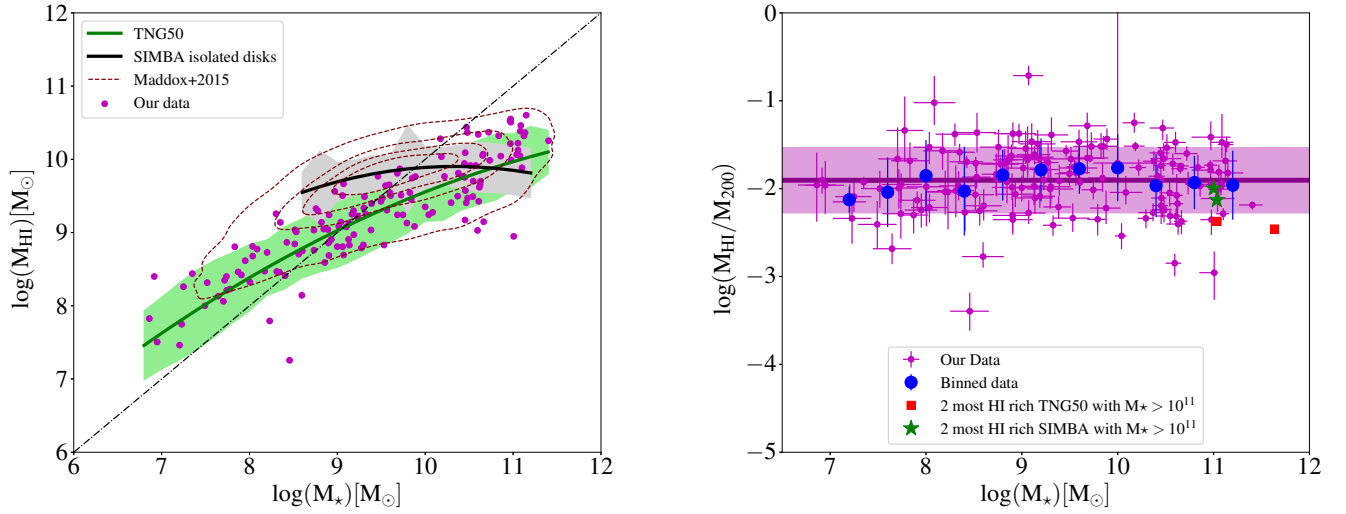 12
11
10
9
8
7
6
6
7
8
9
10
11
12
log(M_HI)[M_⊙]
log(M_⋆)[M_⊙]
TNG50
SIMBA isolated disks
Maddox+2015
Our data
0
−1
−2
−3
−4
−5
7
8
9
10
11
12
log(M_HI/M_200)
log(M_⋆)[M_⊙]
Our Data
Binned data
2 most HI rich TNG50 with M⋆ > 10^11
2 most HI rich SIMBA with M⋆ > 10^11